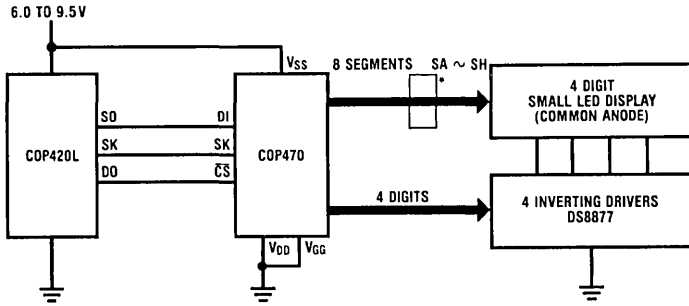 6.0 TO 9.5V
VSS
8 SEGMENTS SA ~ SH
*
4 DIGIT
SMALL LED DISPLAY
(COMMON ANODE)
SO DI
SK SK
COP420L COP470
DO CS
4 DIGITS
4 INVERTING DRIVERS
DS8877
VDD VGG